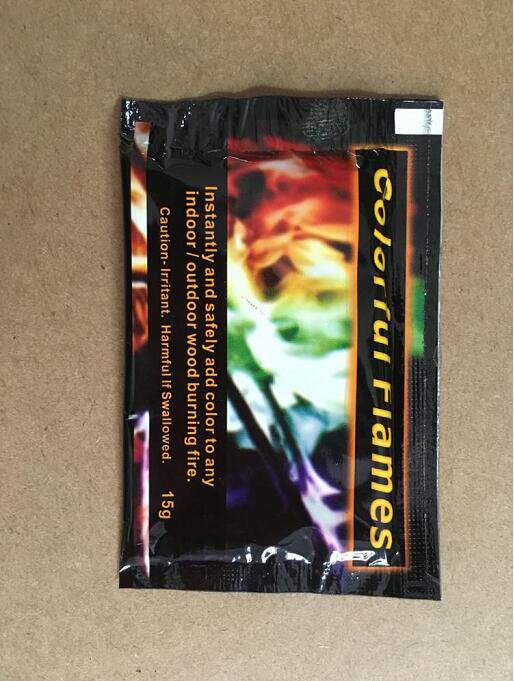 Colorful Flames
Instantly and safely add color to any
indoor / outdoor wood burning fire.
Caution- Irritant. Harmful If Swallowed. 15g